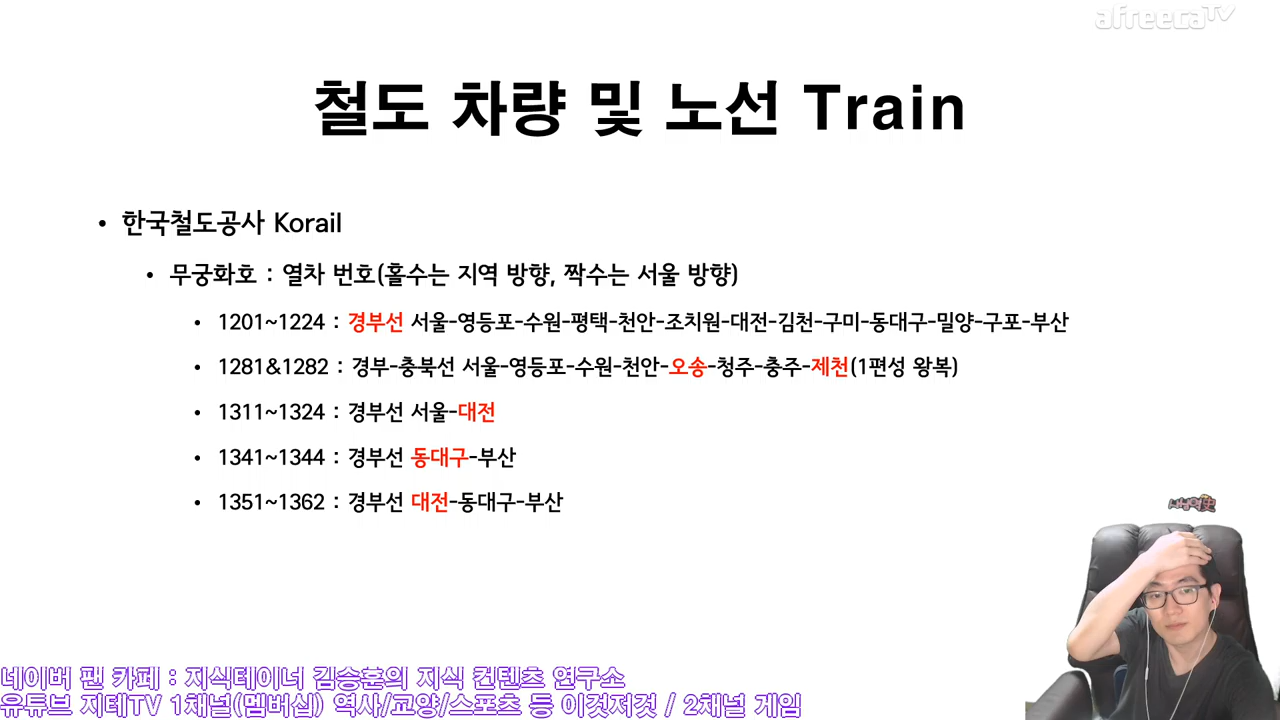 afreecaTV
철도 차량 및 노선 Train
• 한국철도공사 Korail
• 무궁화호 : 열차 번호(홀수는 지역 방향, 짝수는 서울 방향)
• 1201~1224 : 경부선 서울-영등포-수원-평택-천안-조치원-대전-김천-구미-동대구-밀양-구포-부산
• 1281&1282 : 경부-충북선 서울-영등포-수원-천안-오송-청주-충주-제천(1편성 왕복)
• 1311~1324 : 경부선 서울-대전
• 1341~1344 : 경부선 동대구-부산
• 1351~1362 : 경부선 대전-동대구-부산
네이버 팬 카페 : 지식테이너 김승훈의 지식 컨텐츠 연구소
유튜브 지테TV 1채널(멤버십) 역사/교양/스포츠 등 이것저것 / 2채널 게임